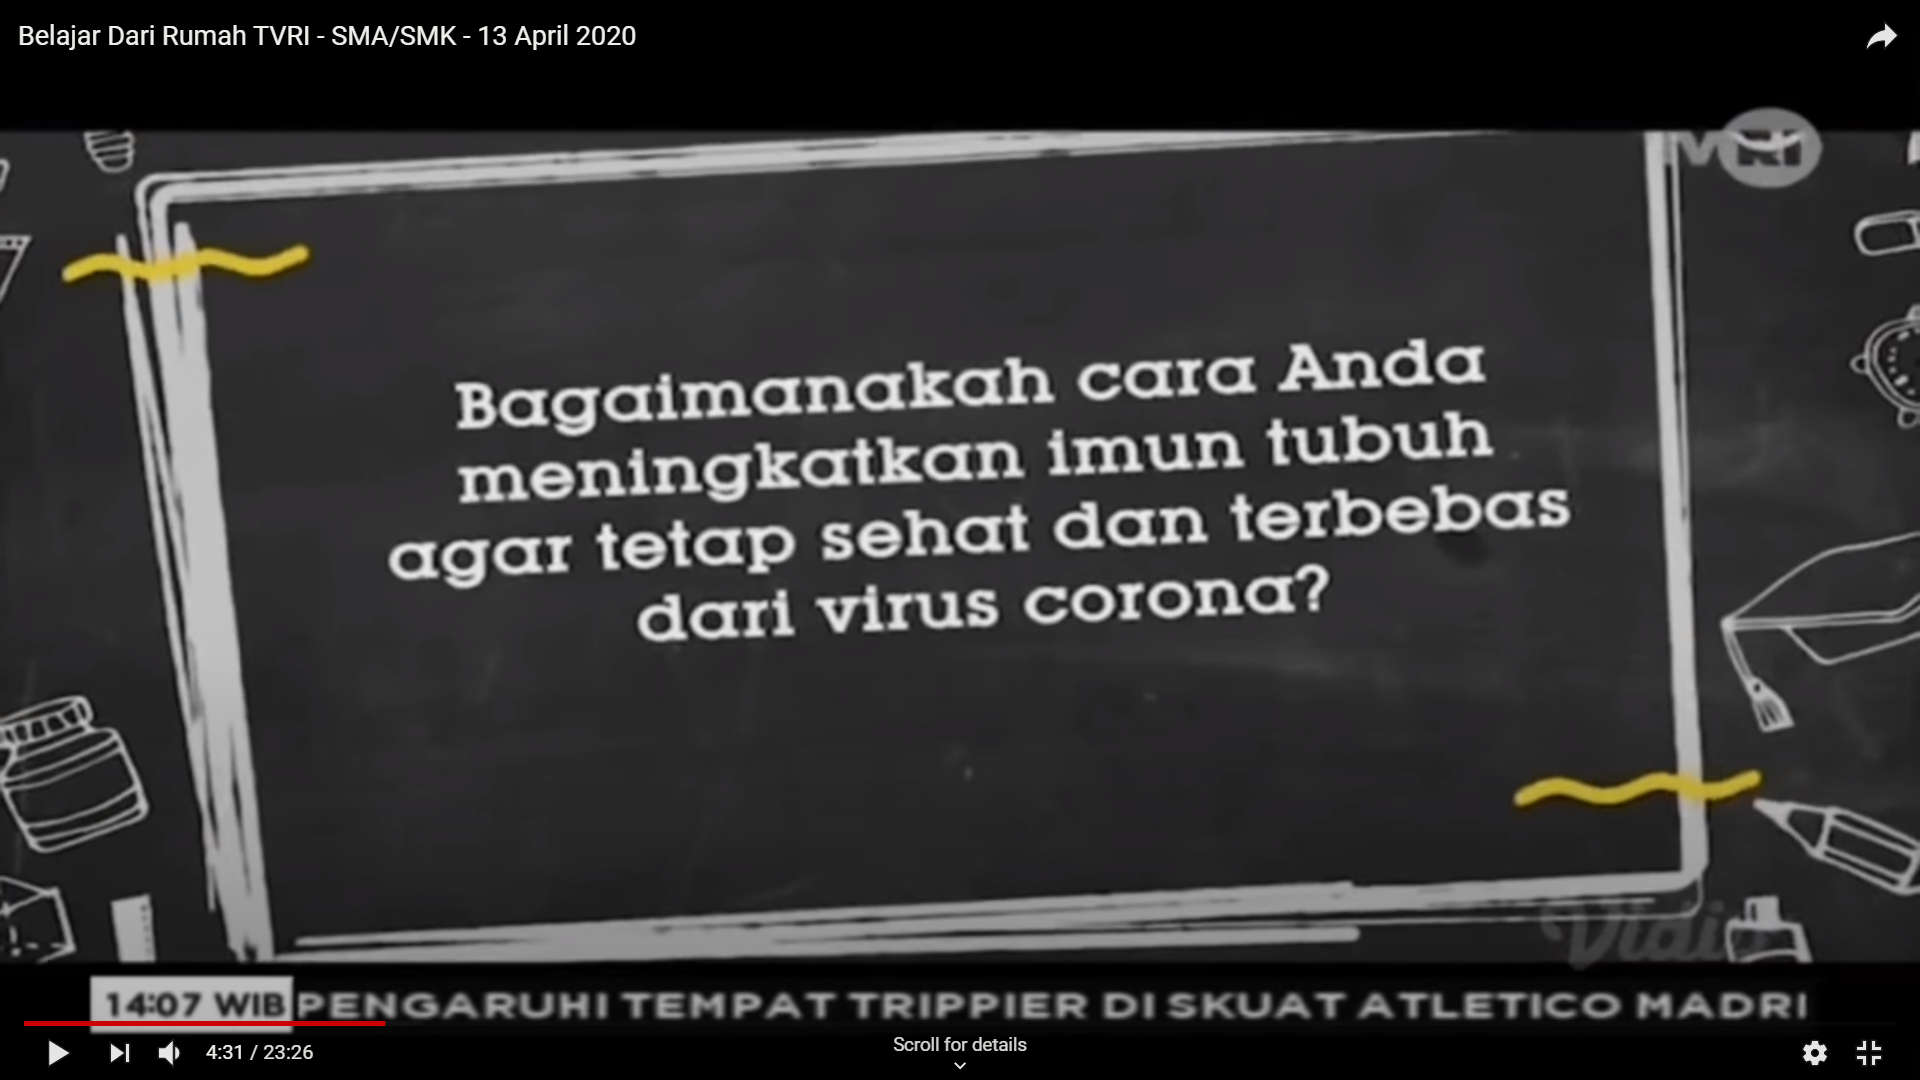 Belajar Dari Rumah TVRI - SMA/SMK - 13 April 2020
TVRI
Bagaimanakah cara Anda
meningkatkan imun tubuh
agar tetap sehat dan terbebas
dari virus corona?
Vidio
14:07 WIB PENGARUHI TEMPAT TRIPPIER DI SKUAT ATLETICO MADRI
4:31 / 23:26
Scroll for details